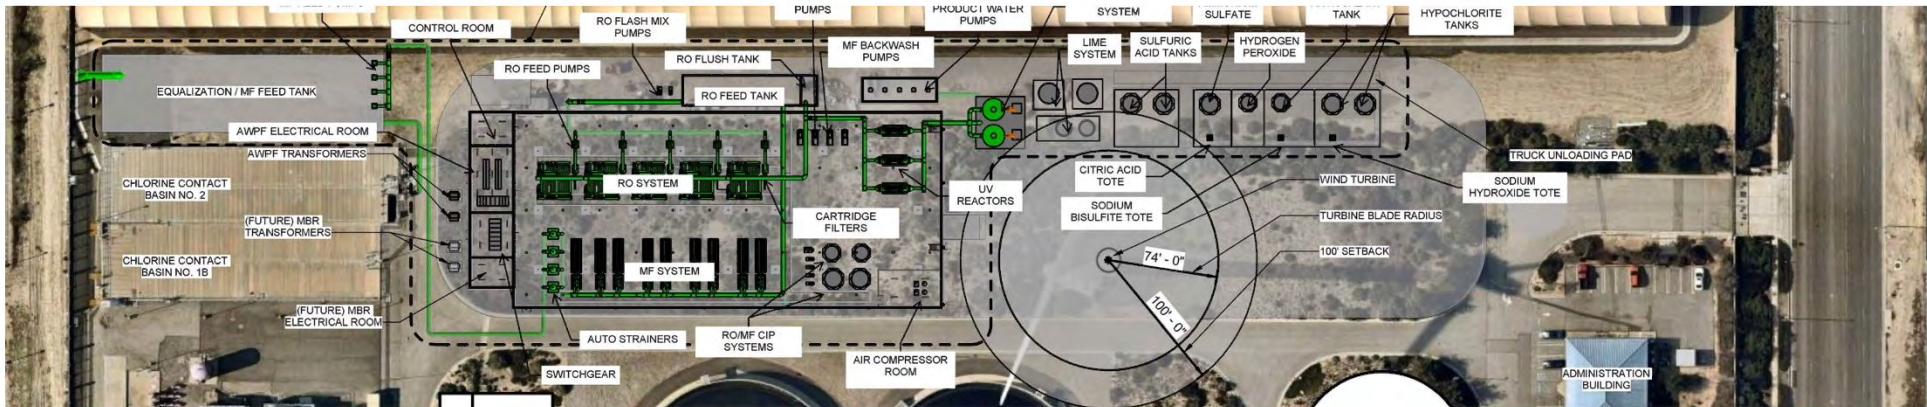 PUMPS
PRODUCT WATER
PUMPS
SYSTEM
SULFATE
TANK
HYPOCHLORITE
TANKS
CONTROL ROOM
RO FLASH MIX
PUMPS
RO FEED PUMPS
RO FLUSH TANK
MF BACKWASH
PUMPS
LIME
SYSTEM
SULFURIC
ACID TANKS
HYDROGEN
PEROXIDE
EQUALIZATION / MF FEED TANK
RO FEED TANK
AWPF ELECTRICAL ROOM
AWPF TRANSFORMERS
TRUCK UNLOADING PAD
CHLORINE CONTACT
BASIN NO. 2
RO SYSTEM
UV
REACTORS
CITRIC ACID
TOTE
WIND TURBINE
SODIUM
HYDROXIDE TOTE
(FUTURE) MBR
TRANSFORMERS
CARTRIDGE
FILTERS
SODIUM
BISULFITE TOTE
TURBINE BLADE RADIUS
100' SETBACK
74' - 0"
CHLORINE CONTACT
BASIN NO. 1B
MF SYSTEM
100' - 0"
(FUTURE) MBR
ELECTRICAL ROOM
AUTO STRAINERS
RO/MF CIP
SYSTEMS
AIR COMPRESSOR
ROOM
SWITCHGEAR
ADMINISTRATION
BUILDING